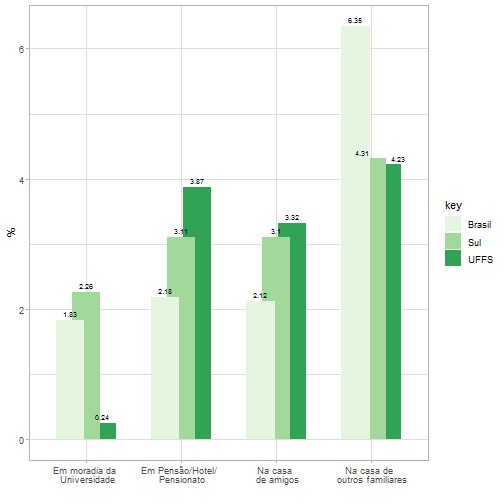 6.35
6
key
Brasil
Sul
UFFS
4.31
4.23
4
3.87
3.32
3.11
3.1
%
2.26
2.18
2.12
2
1.83
0.24
0
Em moradia da
Universidade
Em Pensão/Hotel/
Pensionato
Na casa
de amigos
Na casa de
outros familiares